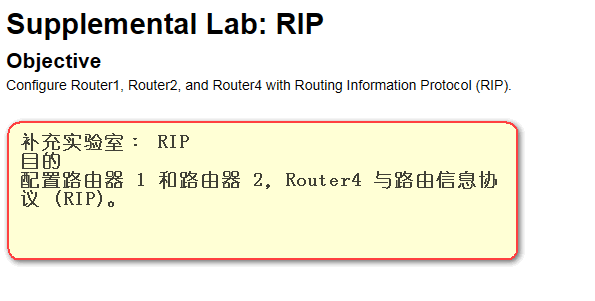 Supplemental Lab: RIP
Objective
Configure Router1, Router2, and Router4 with Routing Information Protocol (RIP).
补充实验室： RIP
目的
配置路由器 1 和路由器 2, Router4 与路由信息协
议 (RIP)。